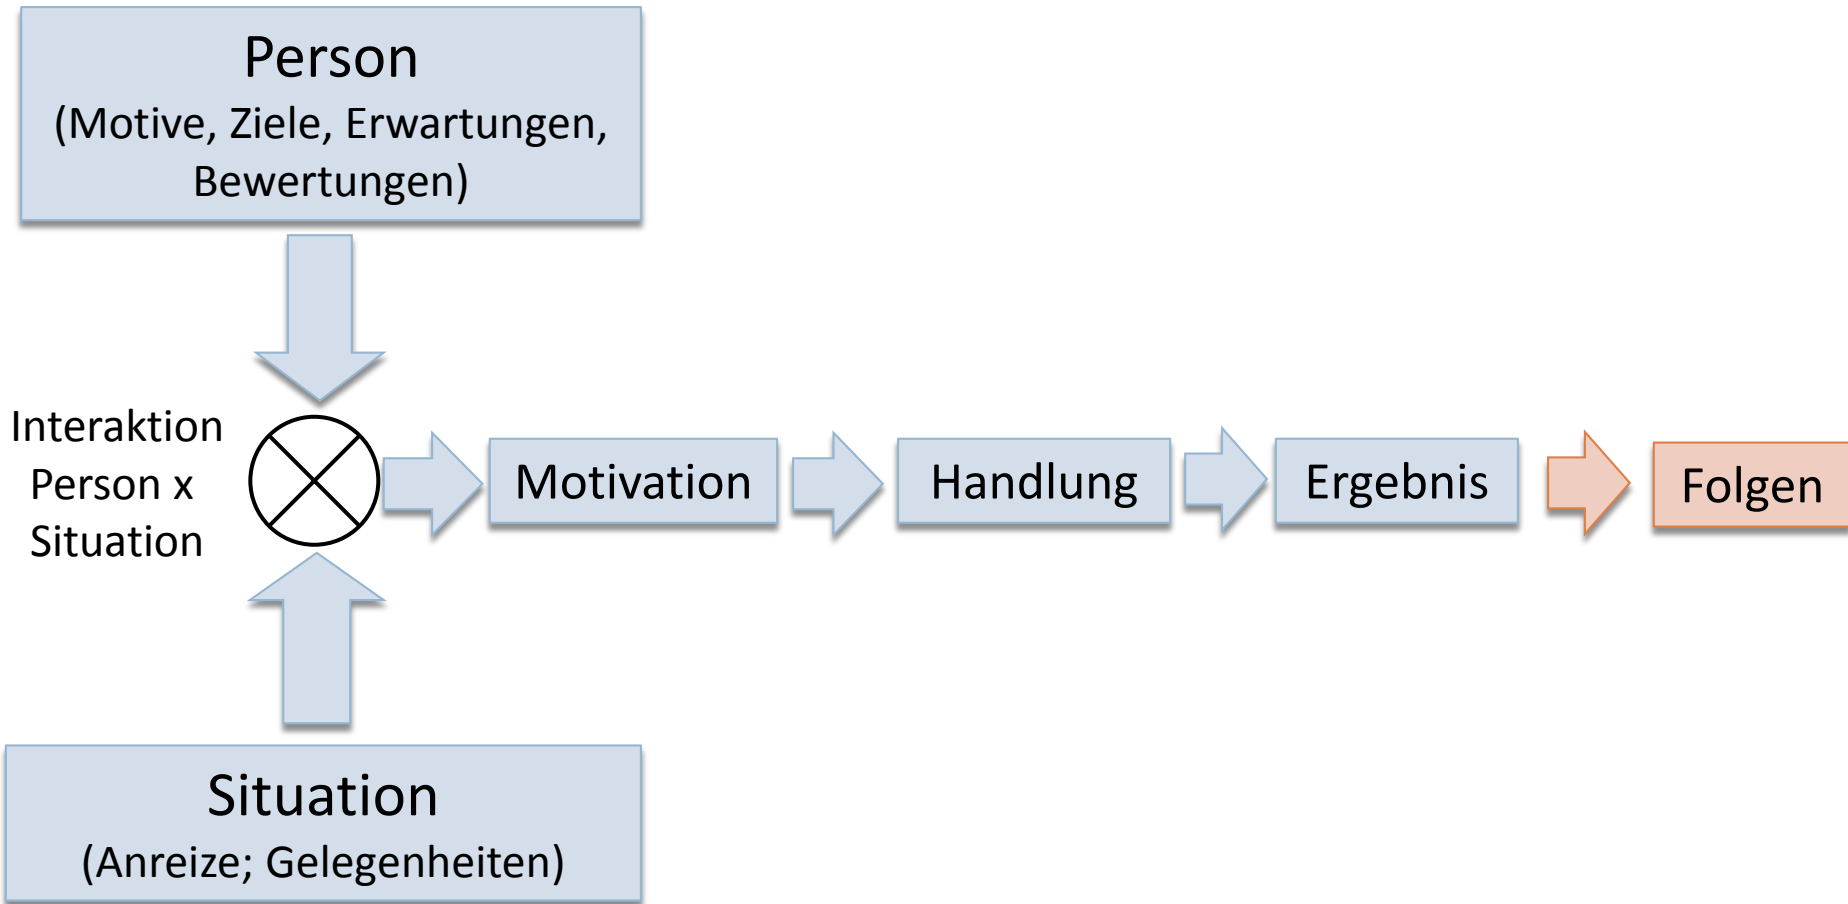 Person
(Motive, Ziele, Erwartungen,
Bewertungen)
Interaktion
Person x
Situation
Motivation
Handlung
Ergebnis
Folgen
Situation
(Anreize; Gelegenheiten)